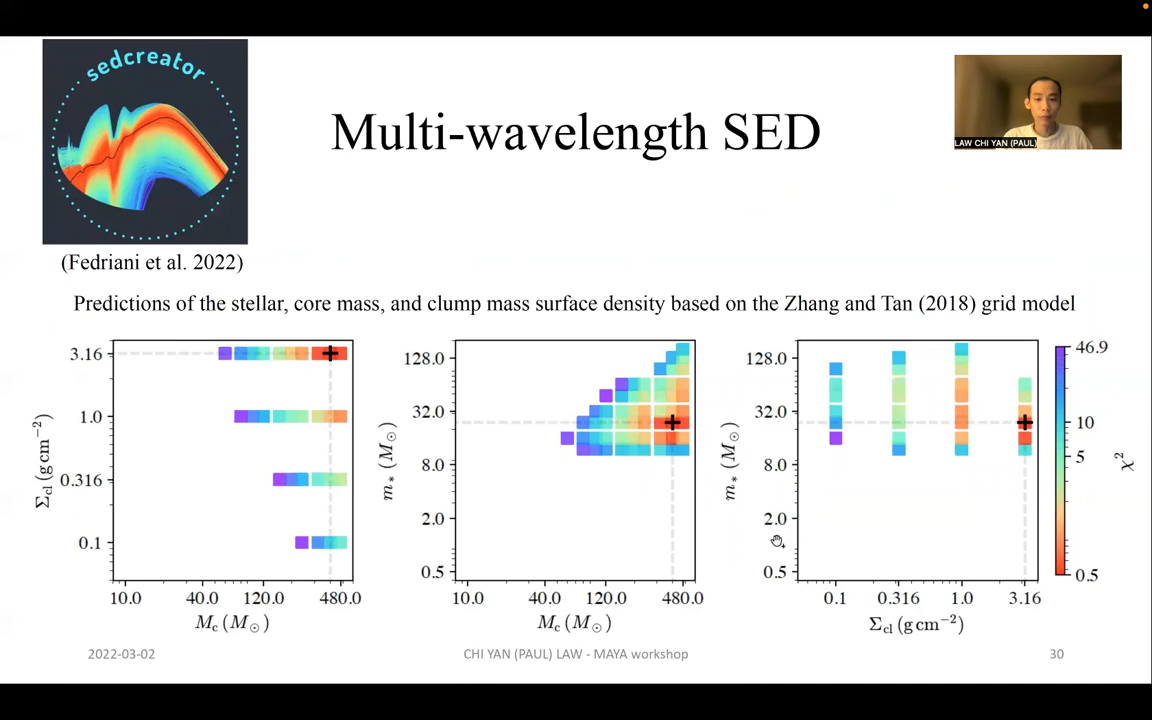 sedcreator
Multi-wavelength SED
LAW CHI YAN (PAUL)
(Fedriani et al. 2022)
Predictions of the stellar, core mass, and clump mass surface density based on the Zhang and Tan (2018) grid model
3.16
1.0
0.316
0.1
Σcl (g cm⁻²)
10.0 40.0 120.0 480.0
Mc (M⊙)
128.0
32.0
8.0
2.0
0.5
m* (M⊙)
10.0 40.0 120.0 480.0
Mc (M⊙)
128.0
32.0
8.0
2.0
0.5
m* (M⊙)
0.1 0.316 1.0 3.16
Σcl (g cm⁻²)
46.9
10
5
0.5
χ²
2022-03-02
CHI YAN (PAUL) LAW - MAYA workshop
30